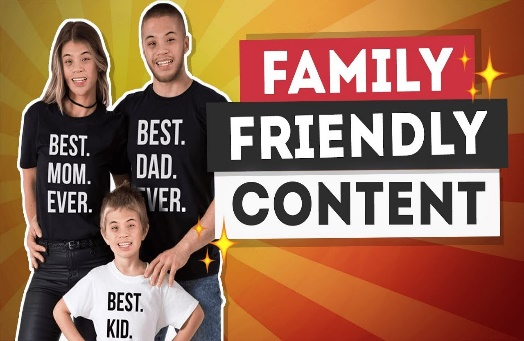 BEST.
MOM.
EVER.
BEST.
DAD.
EVER.
BEST.
KID.
FAMILY
FRIENDLY
CONTENT